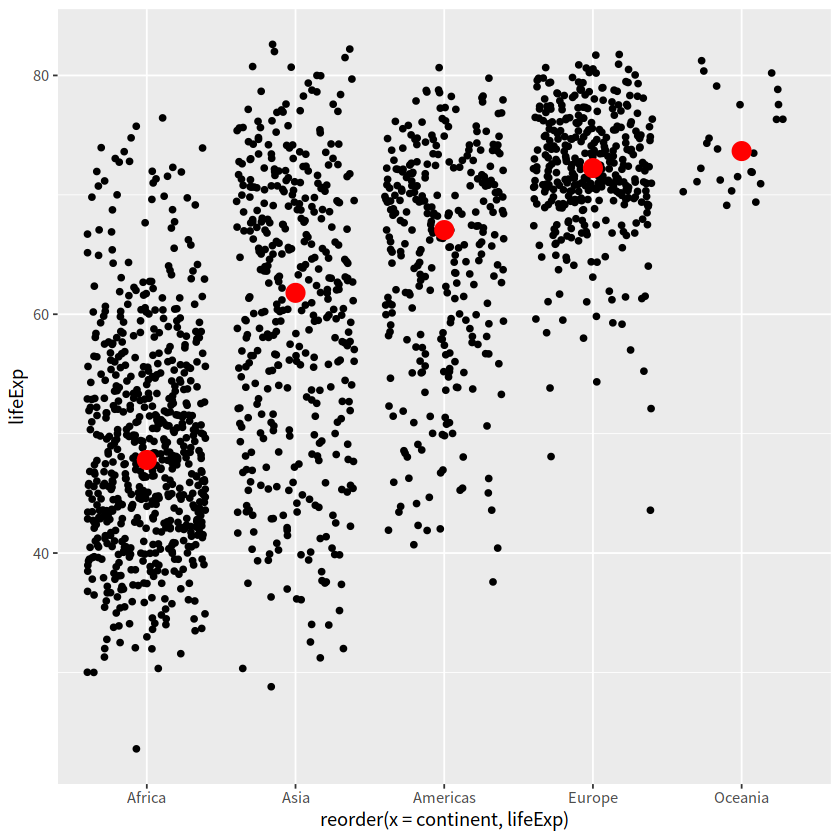 80
60
40
lifeExp
Africa Asia Americas Europe Oceania
reorder(x = continent, lifeExp)